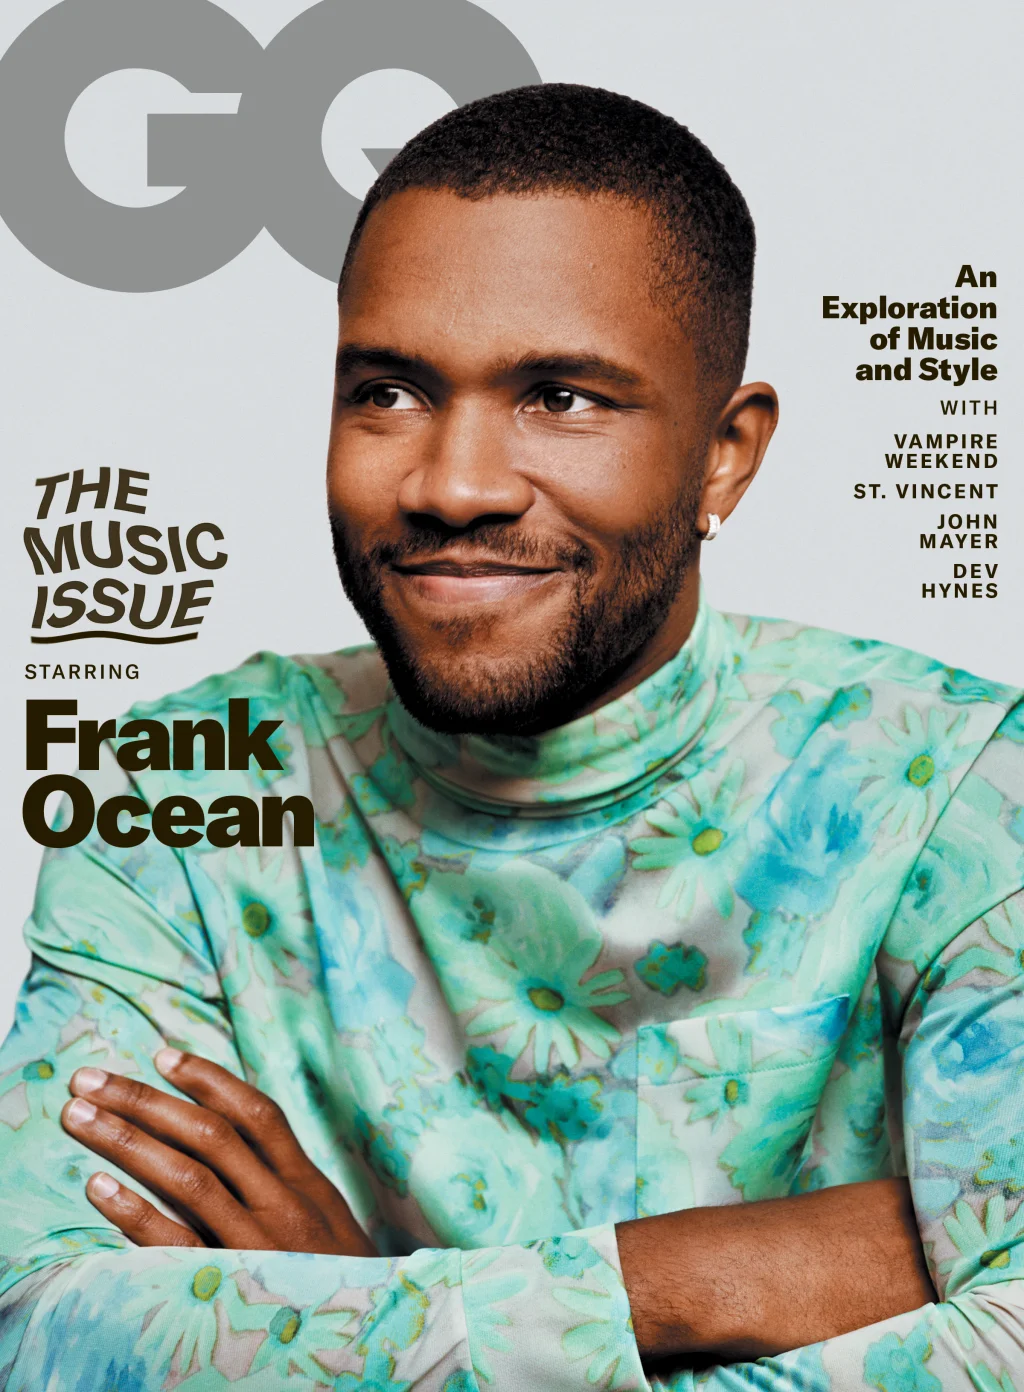 GQ
THE
MUSIC
ISSUE
STARRING
Frank
Ocean
An
Exploration
of Music
and Style
WITH
VAMPIRE
WEEKEND
ST. VINCENT
JOHN
MAYER
DEV
HYNES